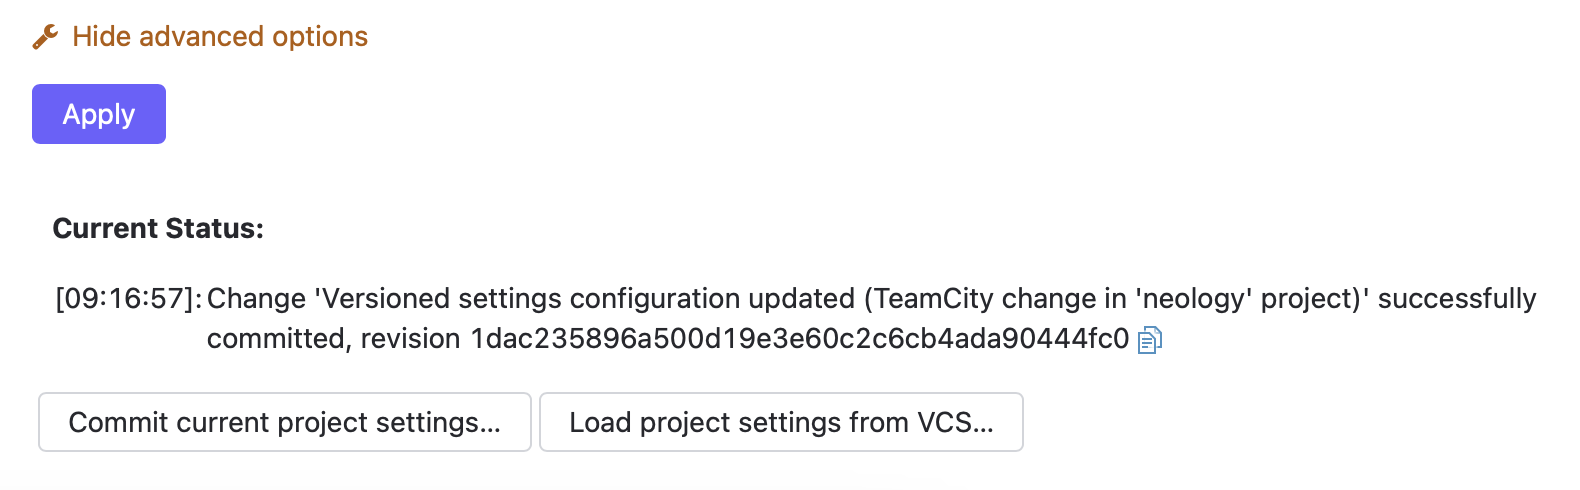 Hide advanced options
Apply
Current Status:
[09:16:57]: Change 'Versioned settings configuration updated (TeamCity change in 'neology' project)' successfully
committed, revision 1dac235896a500d19e3e60c2c6cb4ada90444fc0
Commit current project settings... Load project settings from VCS...